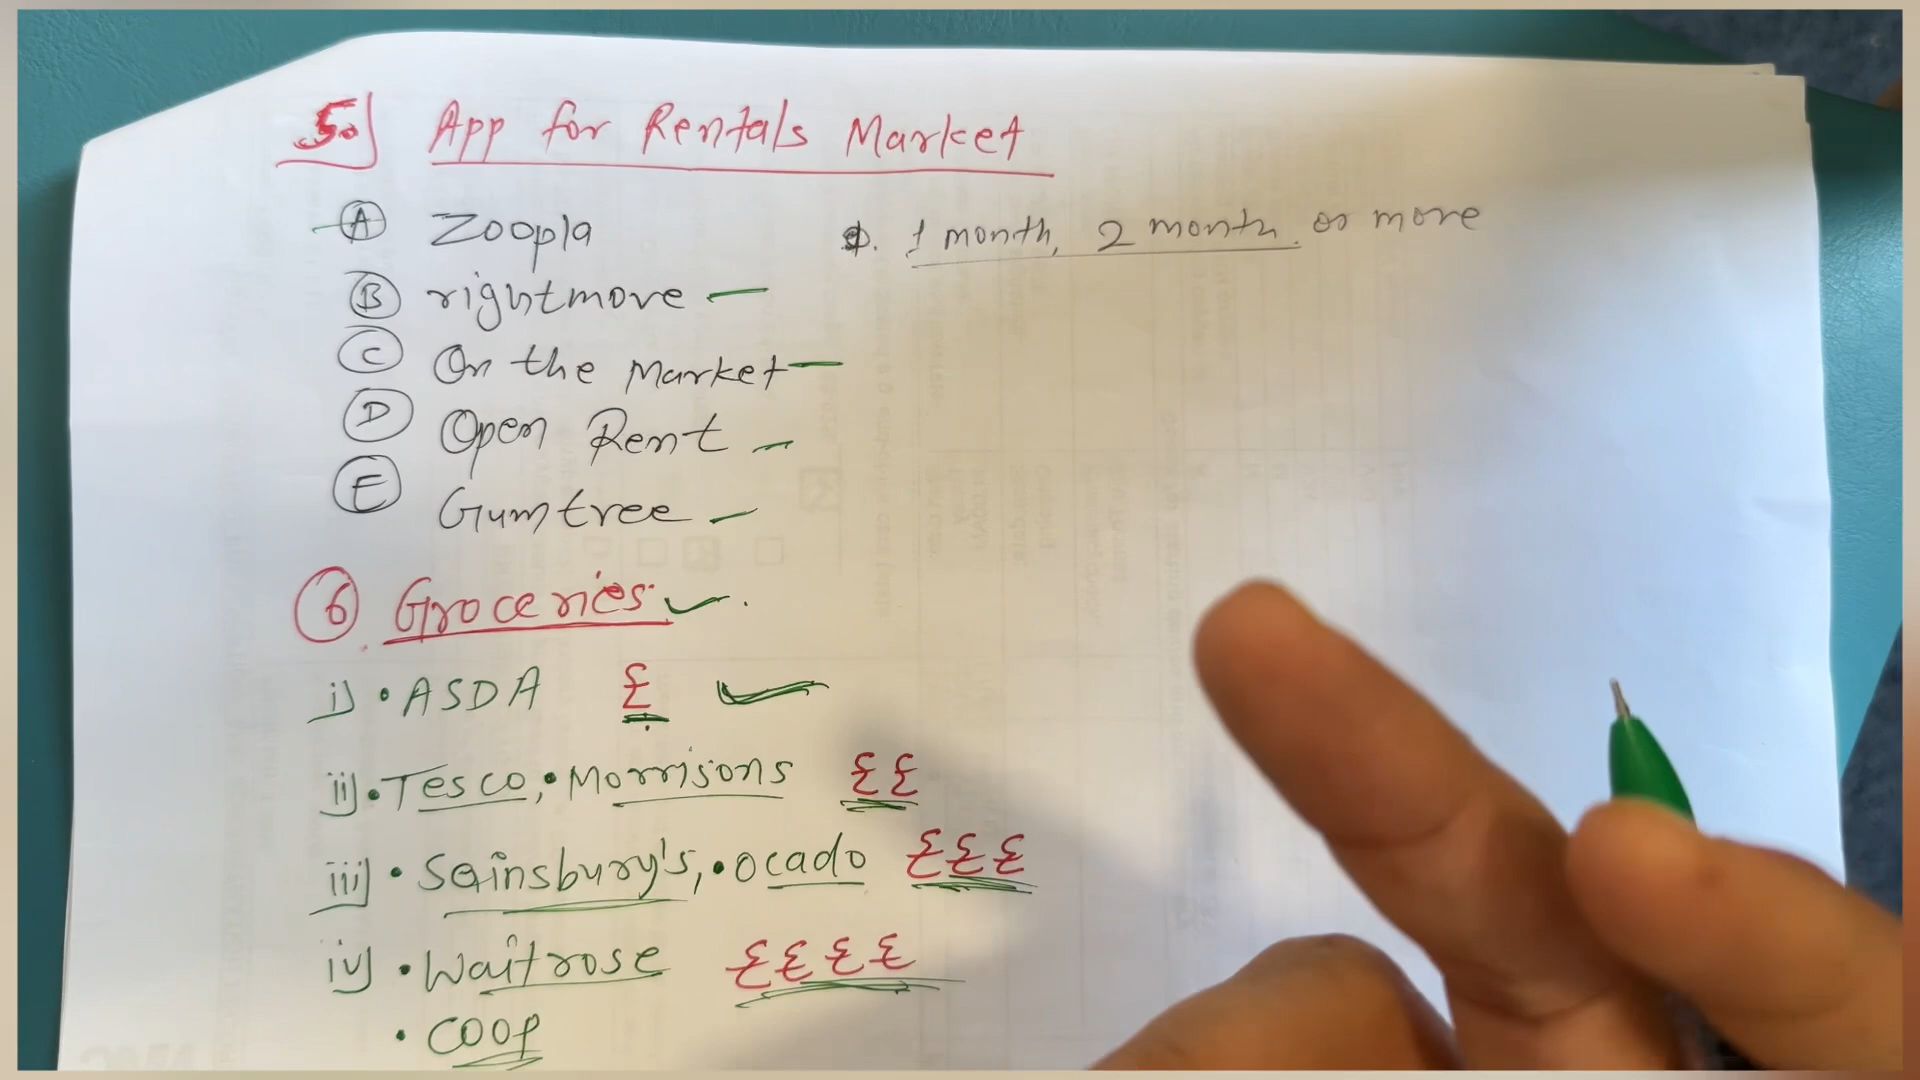 5. App for Rentals Market
A Zoopla 1 month, 2 month. or more
B rightmove
C On the Market
D Open Rent
E Gumtree
6 Groceries
i) • ASDA £
ii) • Tesco, • Morrisons ££
iii) • Sainsbury's, • ocado £££
iv) • Waitrose ££££
• COOP